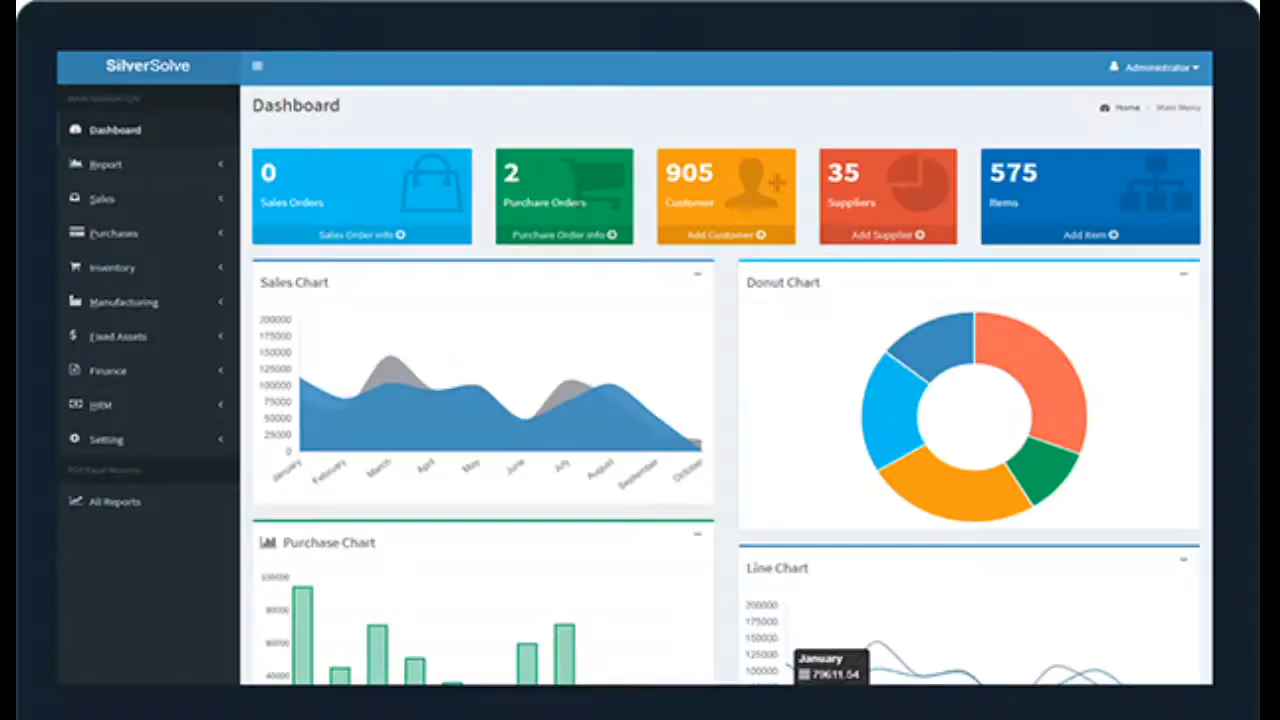 SilverSolve
Administrator
MAIN NAVIGATION
Dashboard
Home
Main Menu
Dashboard
Report
Sales
Purchases
Inventory
Manufacturing
Fixed Assets
Finance
HRM
Setting
All Reports
0
Sales Orders
Sales Order info
2
Purchare Orders
Purchure Order info
905
Customer
Add Customer
35
Suppliers
Add Supplier
575
Items
Add Item
Sales Chart
200000
175000
150000
125000
100000
75000
50000
25000
0
January
February
March
April
May
June
July
August
September
October
Donut Chart
Purchase Chart
100000
80000
60000
40000
Line Chart
200000
175000
150000
125000
100000
January
79611.54